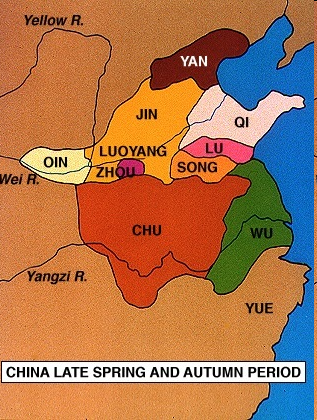 Yellow R.
YAN
JIN
QI
LUOYANG
LU
OIN
ZHOU
SONG
Wei R.
CHU
WU
Yangzi R.
YUE
CHINA LATE SPRING AND AUTUMN PERIOD